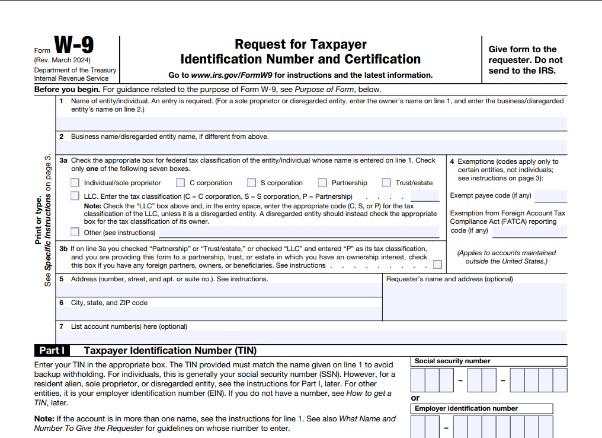 Form W-9
(Rev. March 2024)
Department of the Treasury
Internal Revenue Service
Request for Taxpayer
Identification Number and Certification
Go to www.irs.gov/FormW9 for instructions and the latest information.
Give form to the
requester. Do not
send to the IRS.
Before you begin. For guidance related to the purpose of Form W-9, see Purpose of Form, below.
Print or type.
See Specific Instructions on page 3.
1 Name of entity/individual. An entry is required. (For a sole proprietor or disregarded entity, enter the owner's name on line 1, and enter the business/disregarded
entity's name on line 2.)
2 Business name/disregarded entity name, if different from above.
3a Check the appropriate box for federal tax classification of the entity/individual whose name is entered on line 1. Check
only one of the following seven boxes.
Individual/sole proprietor C corporation S corporation Partnership Trust/estate
LLC. Enter the tax classification (C = C corporation, S = S corporation, P = Partnership) . . . .
Note: Check the "LLC" box above and, in the entry space, enter the appropriate code (C, S, or P) for the tax
classification of the LLC, unless it is a disregarded entity. A disregarded entity should instead check the appropriate
box for the tax classification of its owner.
Other (see instructions)
3b If on line 3a you checked "Partnership" or "Trust/estate," or checked "LLC" and entered "P" as its tax classification,
and you are providing this form to a partnership, trust, or estate in which you have an ownership interest, check
this box if you have any foreign partners, owners, or beneficiaries. See instructions . . . . . . . . .
4 Exemptions (codes apply only to
certain entities, not individuals;
see instructions on page 3):
Exempt payee code (if any)
Exemption from Foreign Account Tax
Compliance Act (FATCA) reporting
code (if any)
(Applies to accounts maintained
outside the United States.)
5 Address (number, street, and apt. or suite no.). See instructions.
Requester's name and address (optional)
6 City, state, and ZIP code
7 List account number(s) here (optional)
Part I Taxpayer Identification Number (TIN)
Enter your TIN in the appropriate box. The TIN provided must match the name given on line 1 to avoid
backup withholding. For individuals, this is generally your social security number (SSN). However, for a
resident alien, sole proprietor, or disregarded entity, see the instructions for Part I, later. For other
entities, it is your employer identification number (EIN). If you do not have a number, see How to get a
TIN, later.
Note: If the account is in more than one name, see the instructions for line 1. See also What Name and
Number To Give the Requester for guidelines on whose number to enter.
Social security number
– –
or
Employer identification number
–